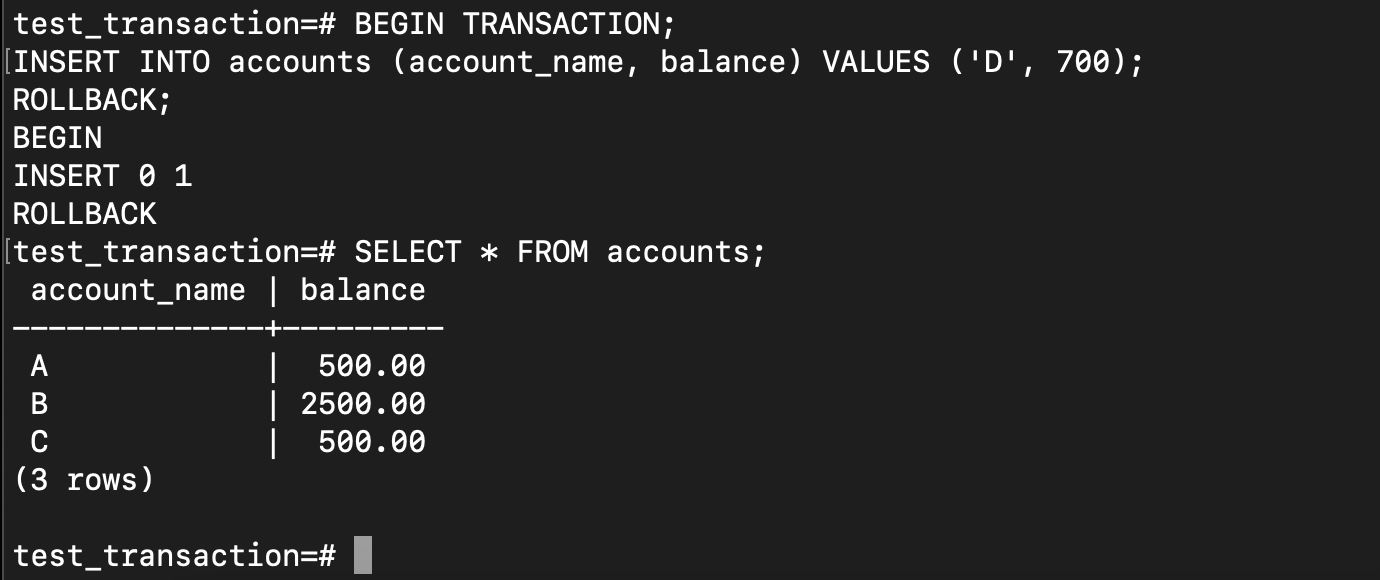 test_transaction=# BEGIN TRANSACTION;
[INSERT INTO accounts (account_name, balance) VALUES ('D', 700);
ROLLBACK;
BEGIN
INSERT 0 1
ROLLBACK
[test_transaction=# SELECT * FROM accounts;
 account_name | balance
--------------+---------
 A            |  500.00
 B            | 2500.00
 C            |  500.00
(3 rows)
test_transaction=#